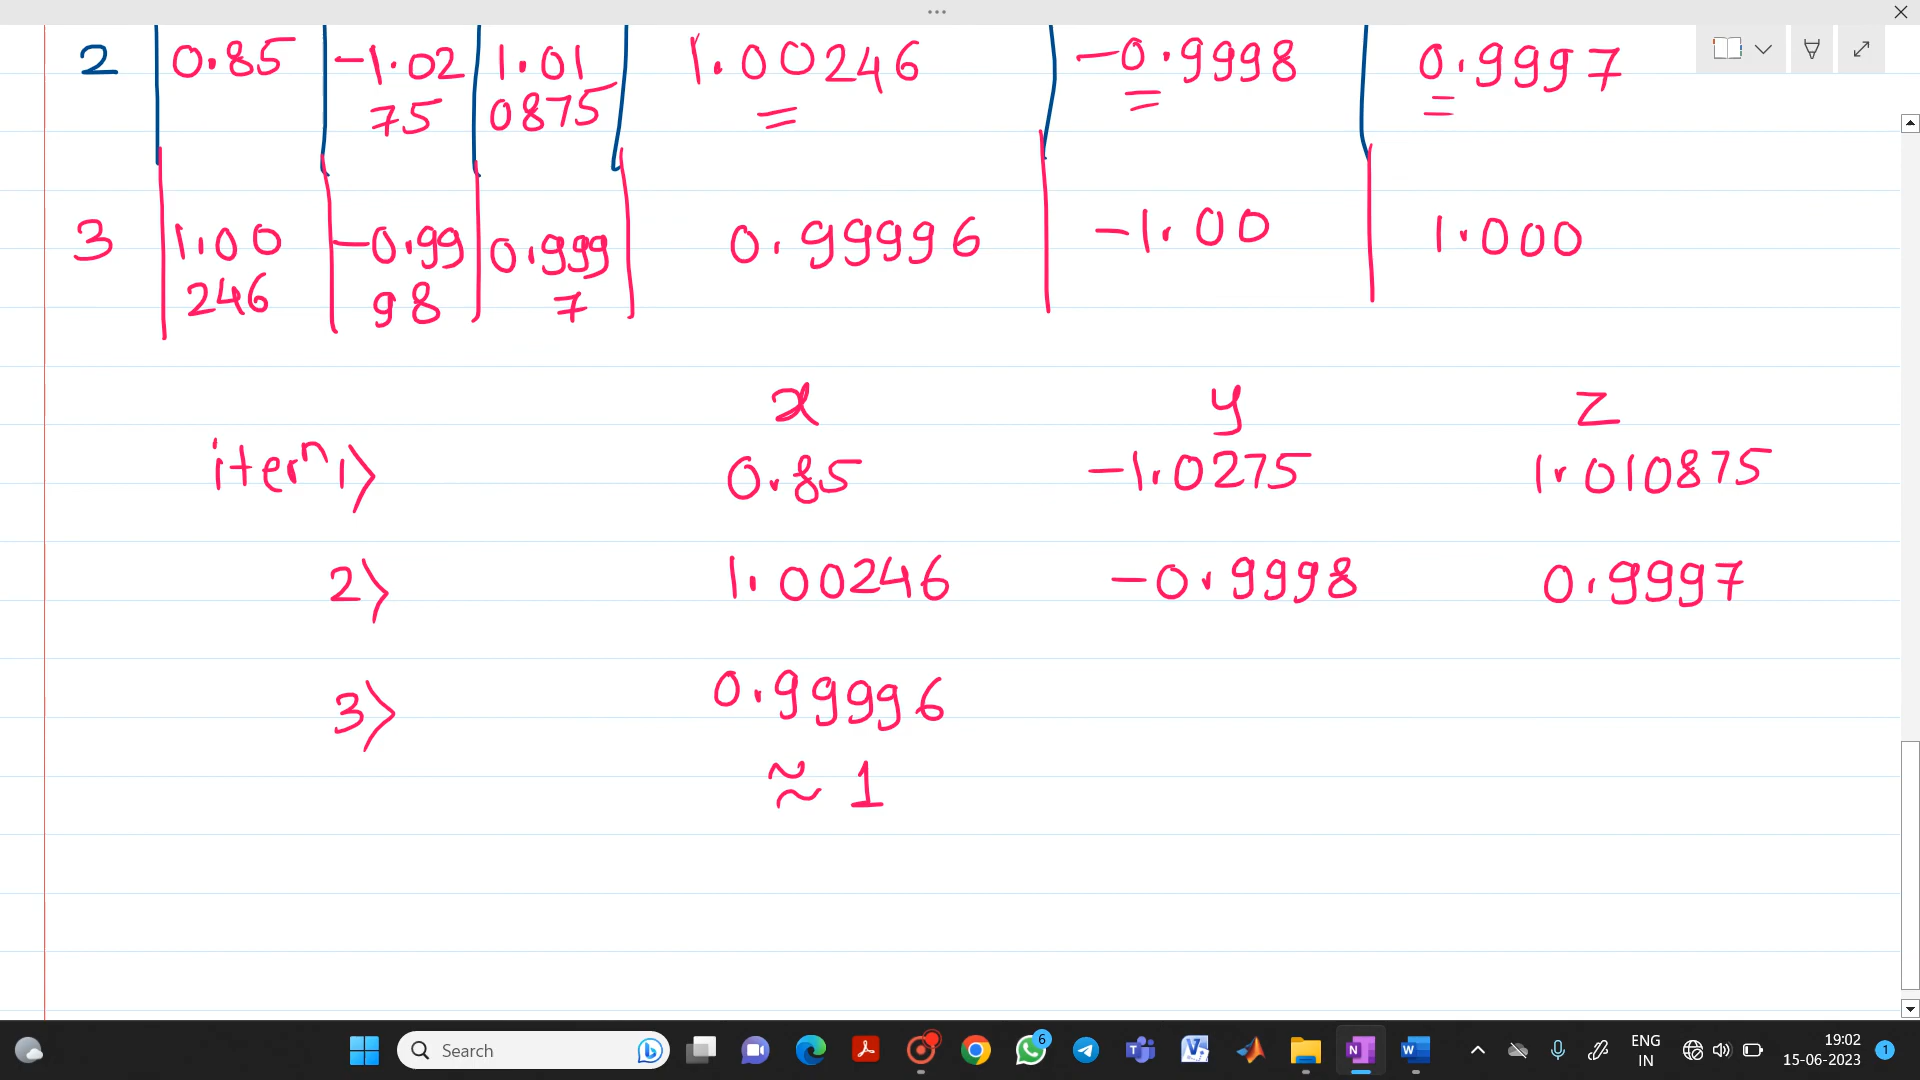 2 0.85 -1.02 1.01 1.00246 -0.9998 0.9997
75 0875
3 1.00 -0.99 0.999 0.99996 -1.00 1.000
246 98 7
x y z
iterⁿ 1) 0.85 -1.0275 1.010875
2) 1.00246 -0.9998 0.9997
3) 0.99996
≈ 1
Search
6
ENG
IN
19:02
15-06-2023
1